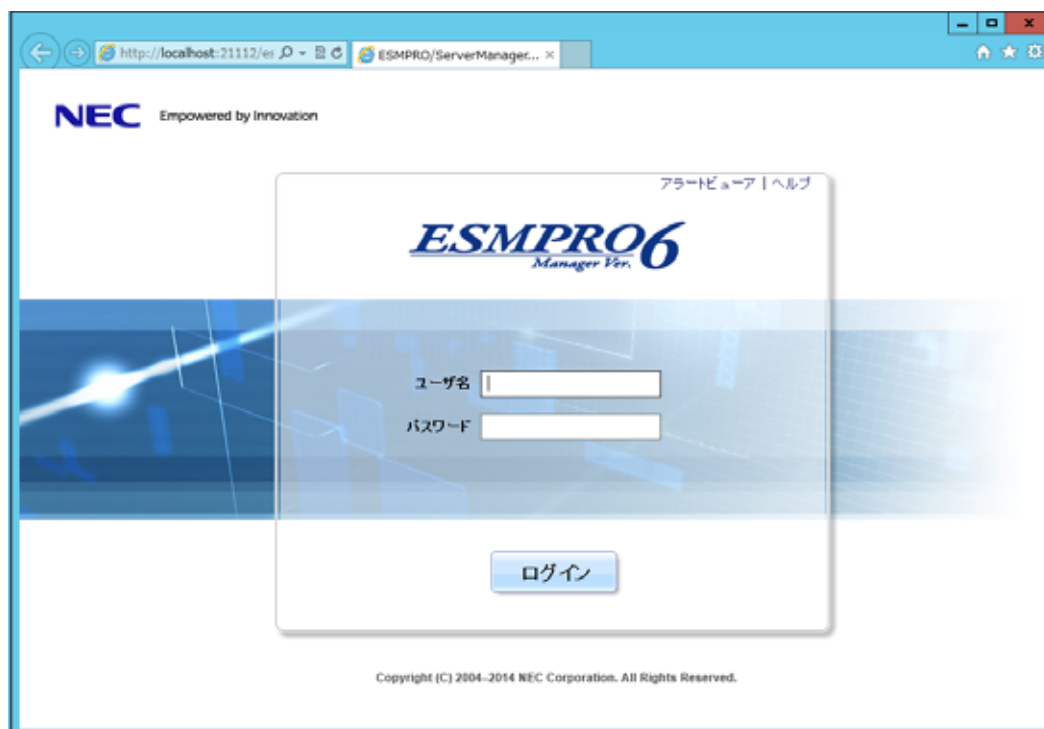 http://localhost:21112/es
ESMPRO/ServerManager...
NEC Empowered by Innovation
アラートビューア | ヘルプ
ESMPRO6
Manager Ver.
ユーザ名
パスワード
ログイン
Copyright (C) 2004-2014 NEC Corporation. All Rights Reserved.